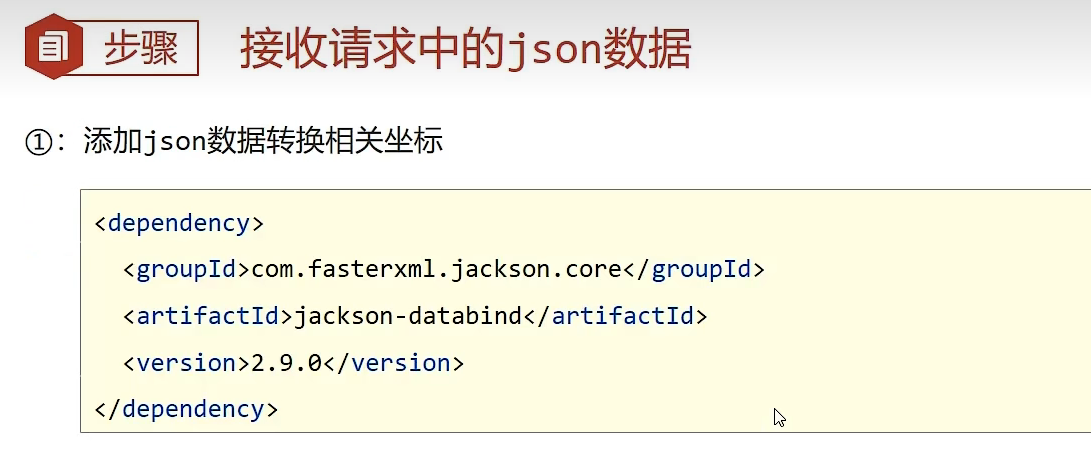 步骤 接收请求中的json数据
①：添加json数据转换相关坐标
<dependency>
<groupId>com.fasterxml.jackson.core</groupId>
<artifactId>jackson-databind</artifactId>
<version>2.9.0</version>
</dependency>